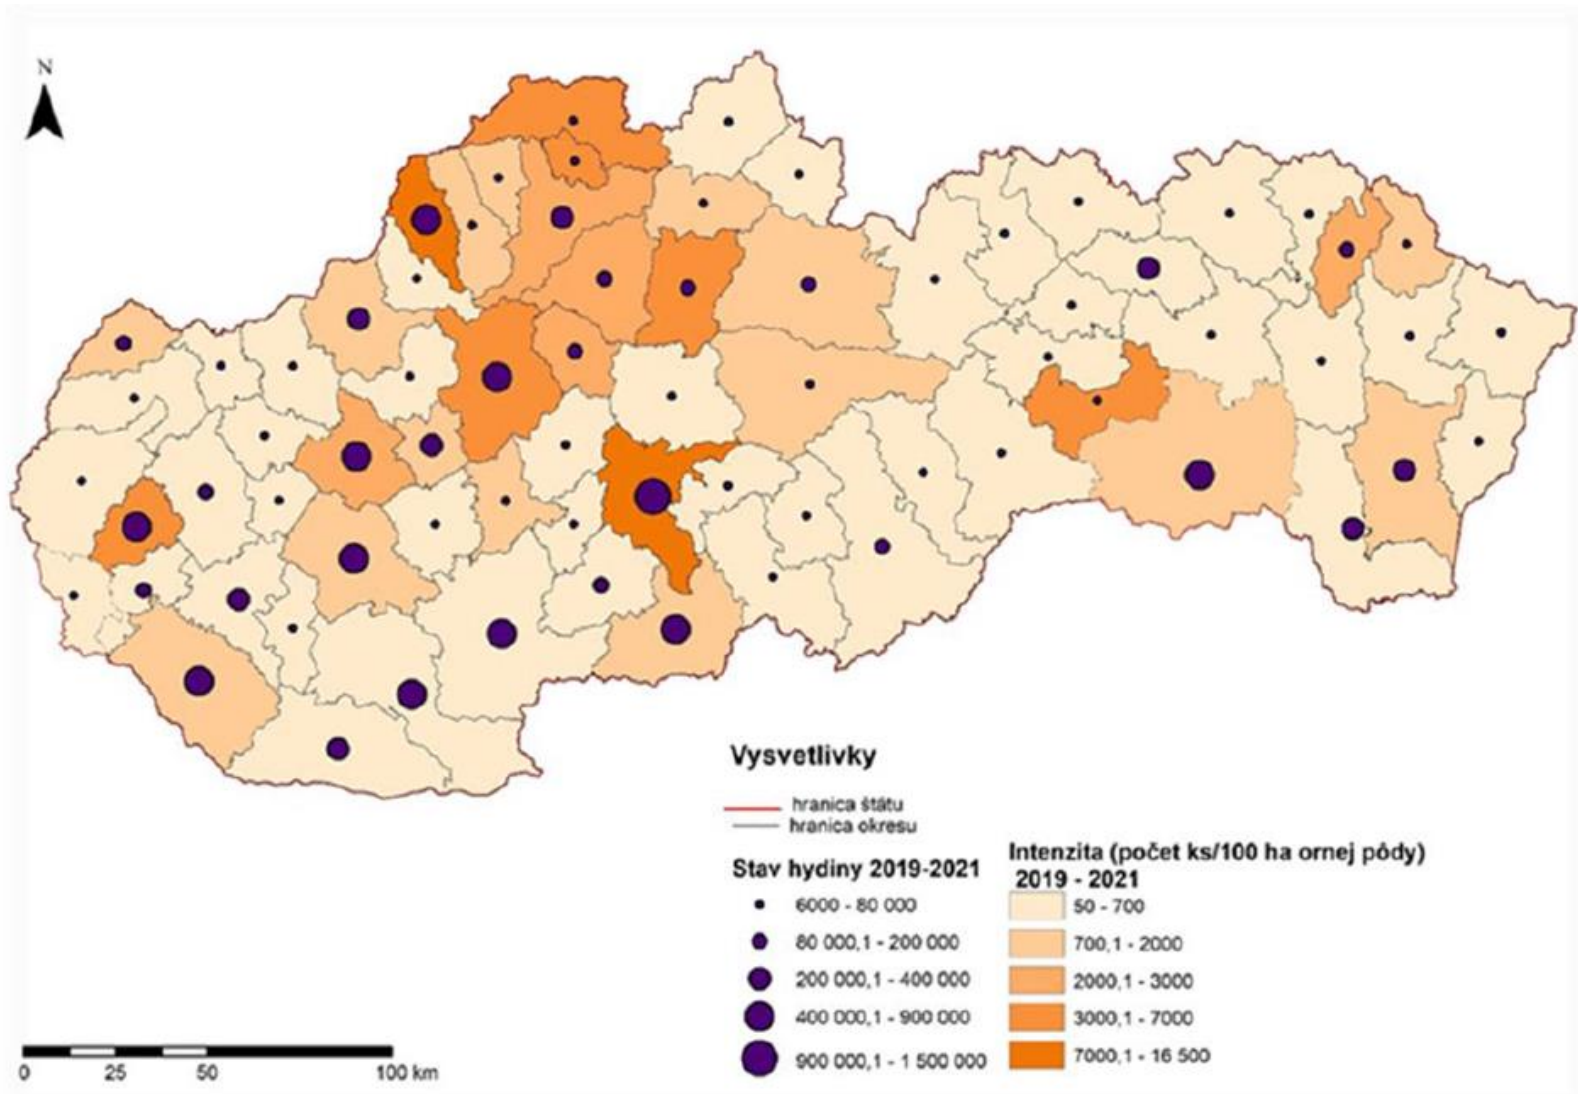 N
Vysvetlivky
hranica štátu
hranica okresu
Stav hydiny 2019-2021
6000 - 80 000
80 000,1 - 200 000
200 000,1 - 400 000
400 000,1 - 900 000
900 000,1 - 1 500 000
Intenzita (počet ks/100 ha ornej pôdy)
2019 - 2021
50 - 700
700,1 - 2000
2000,1 - 3000
3000,1 - 7000
7000,1 - 16 500
0 25 50 100 km